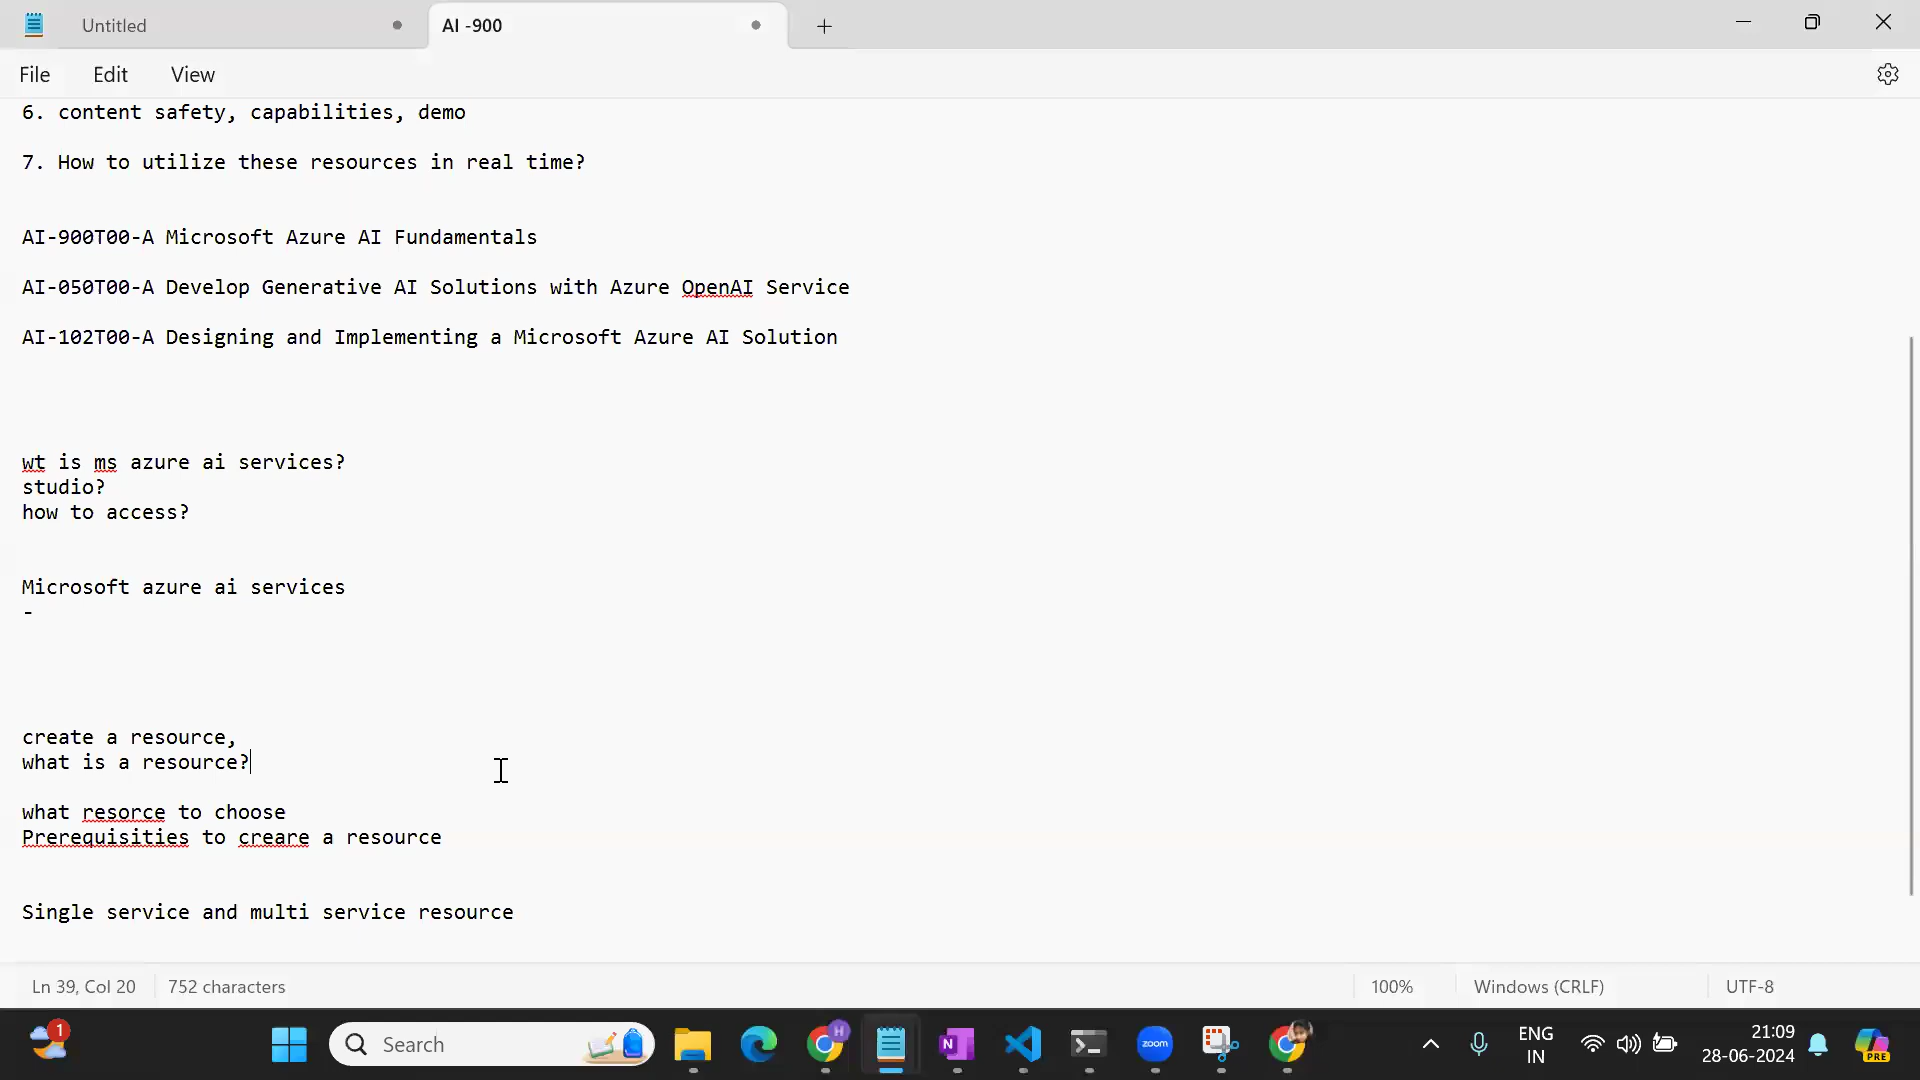 Untitled
AI -900
File Edit View
6. content safety, capabilities, demo
7. How to utilize these resources in real time?
AI-900T00-A Microsoft Azure AI Fundamentals
AI-050T00-A Develop Generative AI Solutions with Azure OpenAI Service
AI-102T00-A Designing and Implementing a Microsoft Azure AI Solution
wt is ms azure ai services?
studio?
how to access?
Microsoft azure ai services
-
create a resource,
what is a resource?
what resorce to choose
Prerequisities to creare a resource
Single service and multi service resource
Ln 39, Col 20 752 characters 100% Windows (CRLF) UTF-8
1
Search
H
N
zoom
ENG
IN
21:09
28-06-2024
PRE